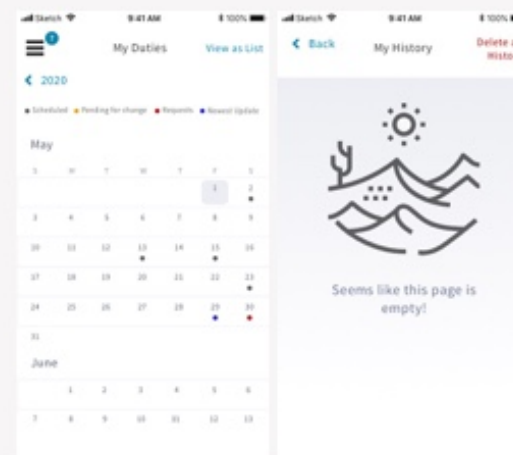 Sketch 9:41 AM 100%
My Duties View as List
2020
Scheduled Pending for change Requests Newest Update
May
S M T W T F S
1 2
3 4 5 6 7 8 9
10 11 12 13 14 15 16
17 18 19 20 21 22 23
24 25 26 27 28 29 30
31
June
1 2 3 4 5 6
7 8 9 10 11 12 13
Sketch 9:41 AM 100%
Back My History Delete
Histo
Seems like this page is
empty!